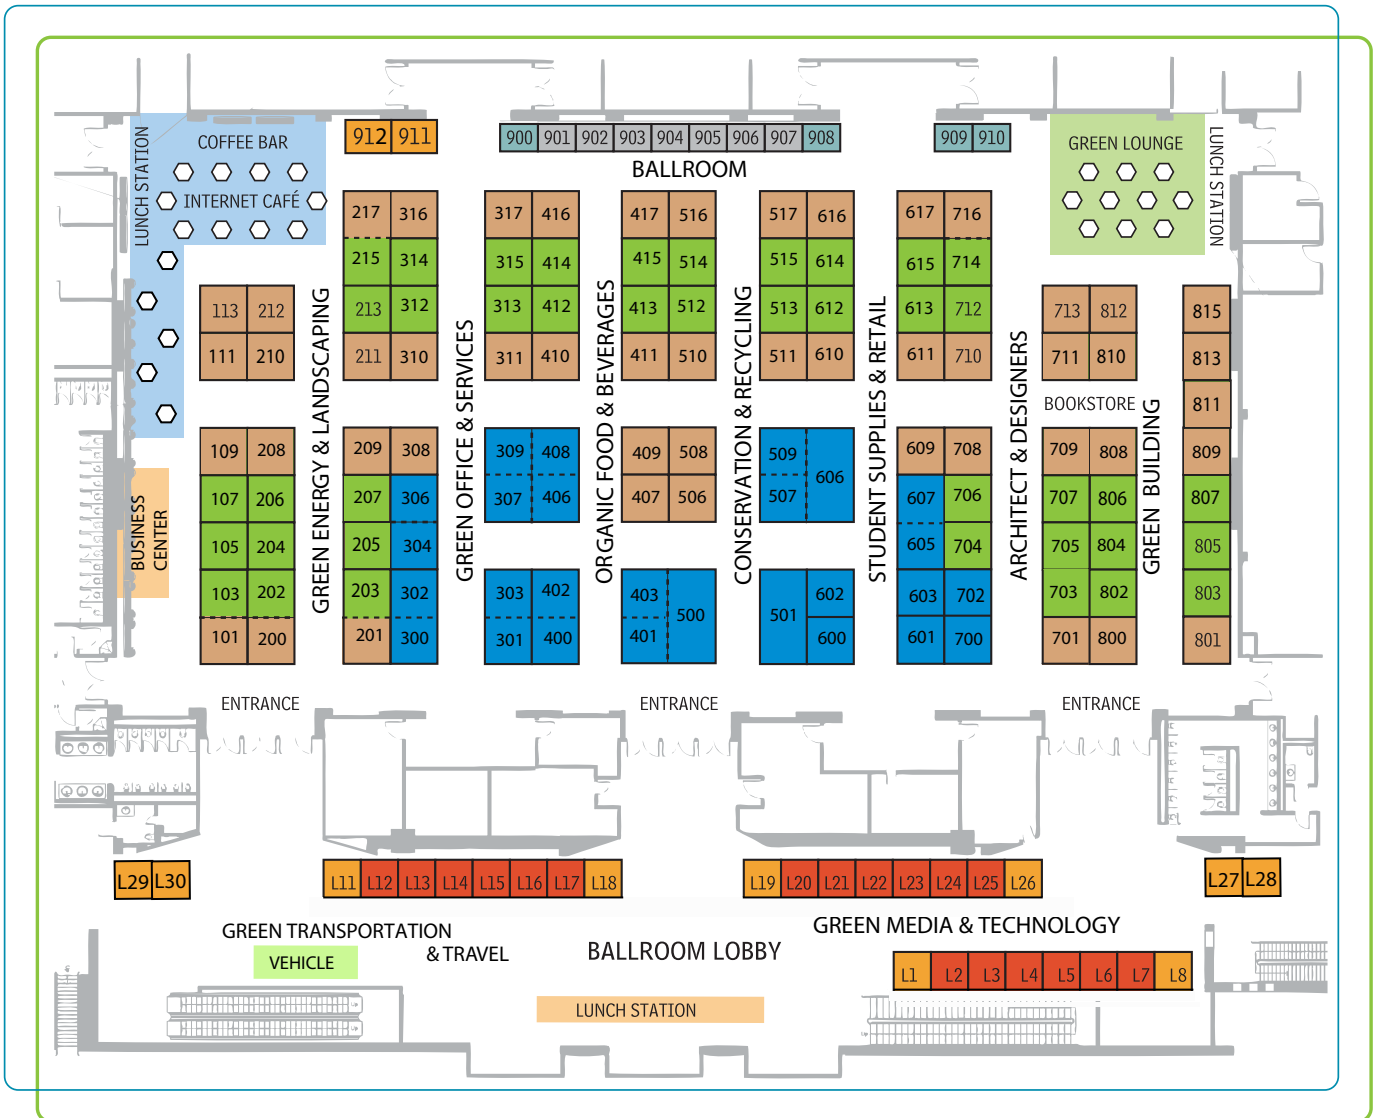 912 911
900 901 902 903 904 905 906 907 908
909 910
BALLROOM
LUNCH STATION
COFFEE BAR
INTERNET CAFÉ
GREEN LOUNGE
LUNCH STATION
217 316
215 314
213 312
211 310
317 416
315 414
313 412
311 410
417 516
415 514
413 512
411 510
517 616
515 614
513 612
511 610
617 716
615 714
613 712
611 710
113 212
111 210
713 812
711 810
BOOKSTORE
815
813
811
809
807
805
803
801
GREEN ENERGY & LANDSCAPING
GREEN OFFICE & SERVICES
ORGANIC FOOD & BEVERAGES
CONSERVATION & RECYCLING
STUDENT SUPPLIES & RETAIL
ARCHITECT & DESIGNERS
GREEN BUILDING
BUSINESS
CENTER
109 208
107 206
105 204
103 202
101 200
209 308
207 306
205 304
203 302
201 300
309 408
307 406
303 402
301 400
409 508
407 506
403 500
401
509 606
507
501 602
600
609 708
607 706
605 704
603 702
601 700
709 808
707 806
705 804
703 802
701 800
ENTRANCE
ENTRANCE
ENTRANCE
L29 L30
L11 L12 L13 L14 L15 L16 L17 L18
L19 L20 L21 L22 L23 L24 L25 L26
L27 L28
GREEN TRANSPORTATION
& TRAVEL
VEHICLE
BALLROOM LOBBY
GREEN MEDIA & TECHNOLOGY
L1 L2 L3 L4 L5 L6 L7 L8
LUNCH STATION